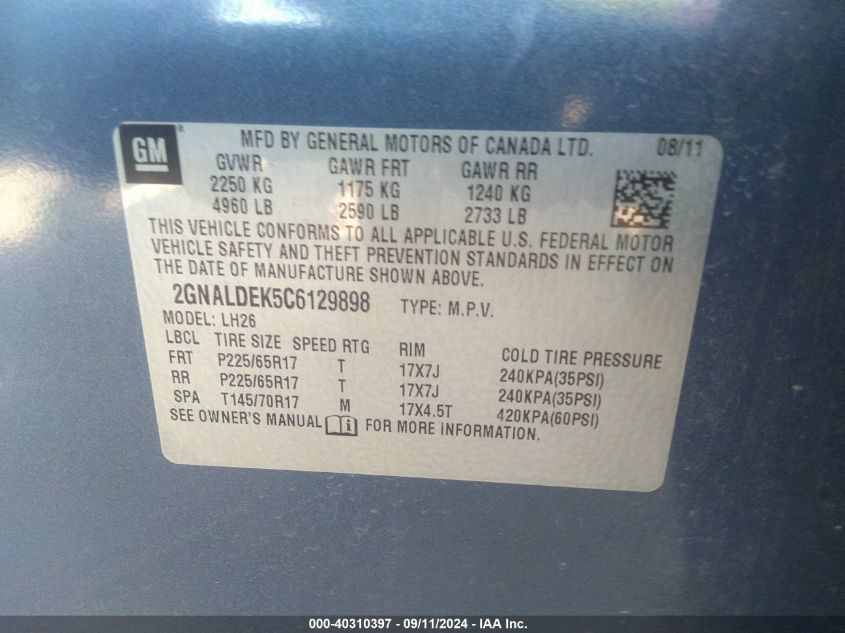 GM® MFD BY GENERAL MOTORS OF CANADA LTD. 08/11
GVWR GAWR FRT GAWR RR
2250 KG 1175 KG 1240 KG
4960 LB 2590 LB 2733 LB
THIS VEHICLE CONFORMS TO ALL APPLICABLE U.S. FEDERAL MOTOR
VEHICLE SAFETY AND THEFT PREVENTION STANDARDS IN EFFECT ON
THE DATE OF MANUFACTURE SHOWN ABOVE.
2GNALDEK5C6129898 TYPE: M.P.V.
MODEL: LH26
LBCL TIRE SIZE SPEED RTG RIM COLD TIRE PRESSURE
FRT P225/65R17 T 17X7J 240KPA(35PSI)
RR P225/65R17 T 17X7J 240KPA(35PSI)
SPA T145/70R17 M 17X4.5T 420KPA(60PSI)
SEE OWNER'S MANUAL i FOR MORE INFORMATION.
000-40310397 - 09/11/2024 - IAA Inc.